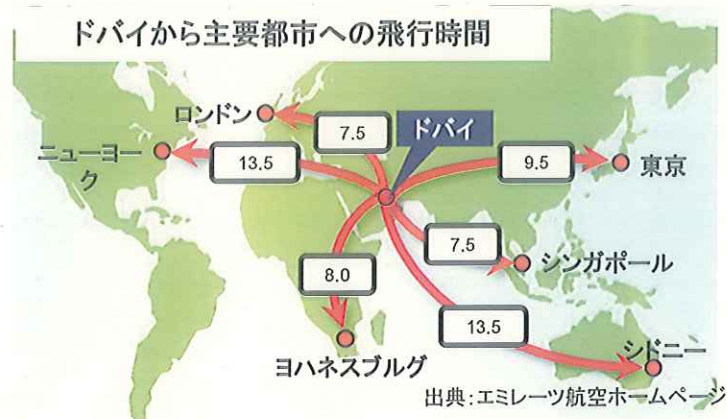 ドバイから主要都市への飛行時間
ロンドン
7.5
ドバイ
ニューヨー
ク
13.5
9.5
東京
7.5
シンガポール
8.0
13.5
ヨハネスブルグ
シドニー
出典：エミレーツ航空ホームページ